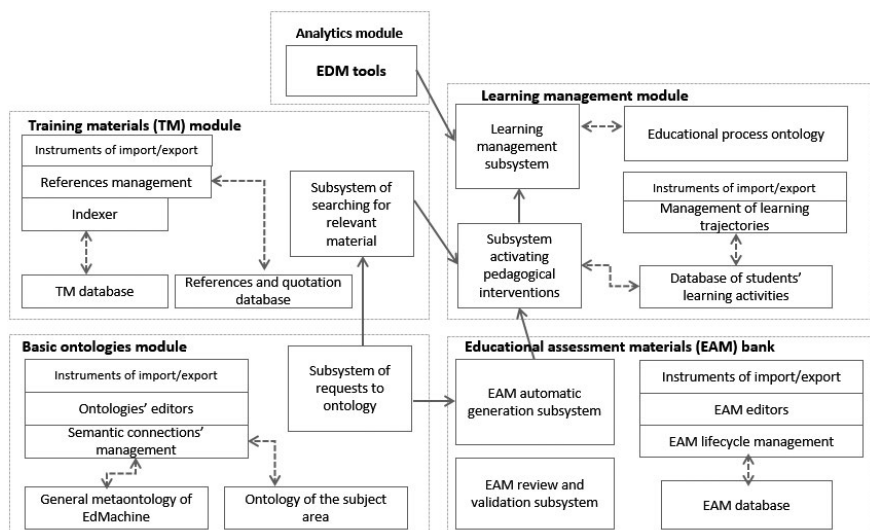 Analytics module
EDM tools
Training materials (TM) module
Instruments of import/export
References management
Indexer
TM database
References and quotation
database
Subsystem of
searching for
relevant
material
Learning management module
Learning
management
subsystem
Educational process ontology
Instruments of import/export
Management of learning
trajectories
Subsystem
activating
pedagogical
interventions
Database of students’
learning activities
Basic ontologies module
Instruments of import/export
Ontologies’ editors
Semantic connections’
management
General metaontology of
EdMachine
Ontology of the subject
area
Subsystem of
requests to
ontology
Educational assessment materials (EAM) bank
EAM automatic
generation subsystem
EAM review and
validation subsystem
Instruments of import/export
EAM editors
EAM lifecycle management
EAM database